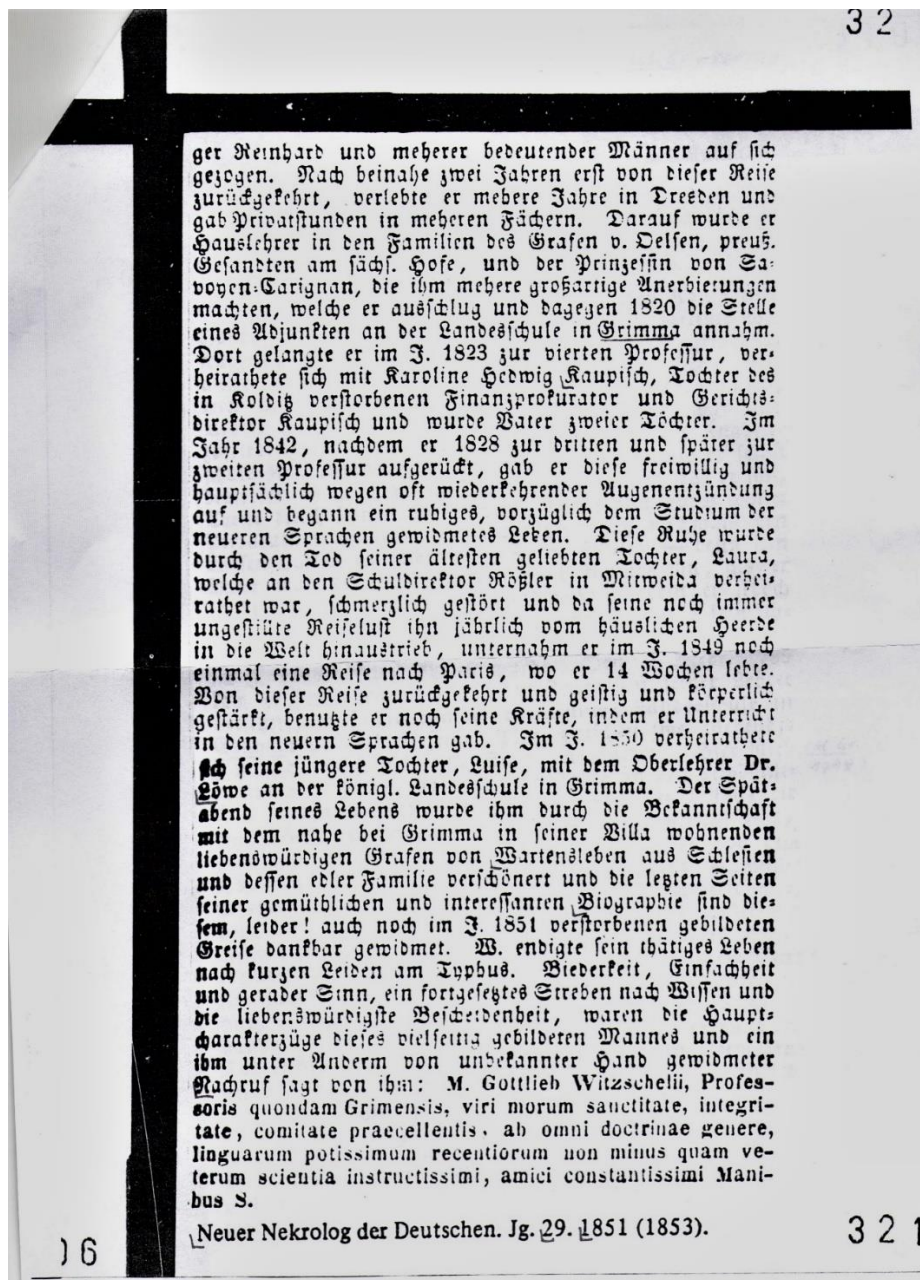 32
ger Reinhard und meherer bedeutender Männer auf sich
gezogen. Nach beinahe zwei Jahren erst von dieser Reise
zurückgekehrt, verlebte er mehere Jahre in Dresden und
gab Privatstunden in meheren Fächern. Darauf wurde er
Hauslehrer in den Familien des Grafen v. Oelsen, preuß.
Gesandten am sächs. Hofe, und der Prinzessin von Sa-
voyen-Carignan, die ihm mehere großartige Anerbietungen
machten, welche er ausschlug und dagegen 1820 die Stelle
eines Adjunkten an der Landesschule in Grimma annahm.
Dort gelangte er im J. 1823 zur vierten Professur, ver-
heirathete sich mit Karoline Hedwig Kaupisch, Tochter des
in Kolditz verstorbenen Finanzprokurator und Gerichts-
direktor Kaupisch und wurde Vater zweier Töchter. Im
Jahr 1842, nachdem er 1828 zur dritten und später zur
zweiten Professur aufgerückt, gab er diese freiwillig und
hauptsächlich wegen oft wiederkehrender Augenentzündung
auf und begann ein ruhiges, vorzüglich dem Studium der
neueren Sprachen gewidmetes Leben. Diese Ruhe wurde
durch den Tod seiner ältesten geliebten Tochter, Laura,
welche an den Schuldirektor Rößler in Mitweida verhei-
rathet war, schmerzlich gestört und da seine noch immer
ungestillte Reiselust ihn jährlich vom häuslichen Heerde
in die Welt hinaustrieb, unternahm er im J. 1849 noch
einmal eine Reise nach Paris, wo er 14 Wochen lebte.
Von dieser Reise zurückgekehrt und geistig und körperlich
gestärkt, benutzte er noch seine Kräfte, indem er Unterricht
in den neuern Sprachen gab. Im J. 1850 verheirathete
sich seine jüngere Tochter, Luise, mit dem Oberlehrer Dr.
Löwe an der königl. Landesschule in Grimma. Der Spät-
abend seines Lebens wurde ihm durch die Bekanntschaft
mit dem nahe bei Grimma in seiner Villa wohnenden
liebenswürdigen Grafen von Wartensleben aus Schlesien
und dessen edler Familie verschönert und die letzten Seiten
seiner gemüthlichen und interessanten Biographie sind die-
sem, leider! auch noch im J. 1851 verstorbenen gebildeten
Greise dankbar gewidmet. W. endigte sein thätiges Leben
nach kurzen Leiden am Typhus. Biederkeit, Einfachheit
und gerader Sinn, ein fortgesetztes Streben nach Wissen und
die liebenswürdigste Bescheidenheit, waren die Haupt-
charakterzüge dieses vielseitig gebildeten Mannes und ein
ihm unter Anderm von unbekannter Hand gewidmeter
Nachruf sagt von ihm: M. Gottlieb Witzschelii, Profes-
soris quondam Grimensis, viri morum sanctitate, integri-
tate, comitate praecellentis, ab omni doctrinae genere,
linguarum potissimum recentiorum non minus quam ve-
terum scientia instructissimi, amici constantissimi Mani-
bus S.
Neuer Nekrolog der Deutschen. Jg. 29. 1851 (1853).
321
06